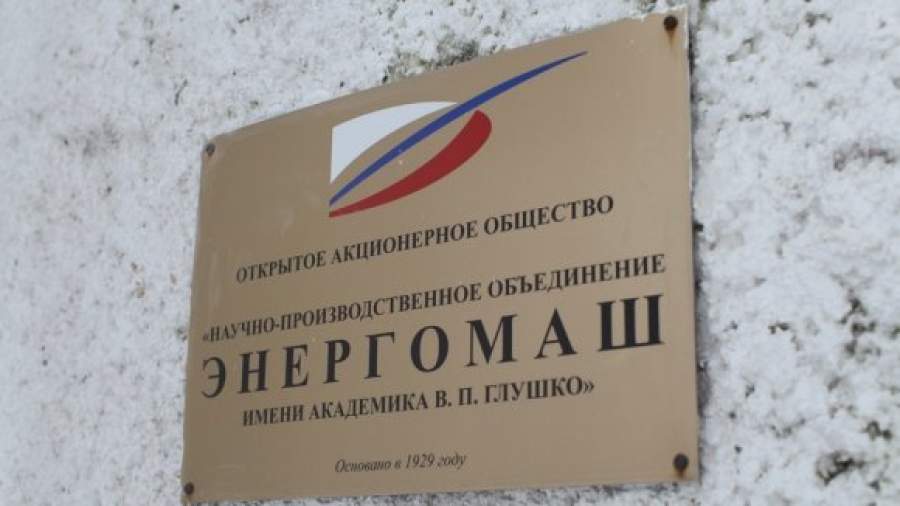 ОТКРЫТОЕ АКЦИОНЕРНОЕ ОБЩЕСТВО
«НАУЧНО-ПРОИЗВОДСТВЕННОЕ ОБЪЕДИНЕНИЕ
ЭНЕРГОМАШ
ИМЕНИ АКАДЕМИКА В. П. ГЛУШКО»
Основано в 1929 году